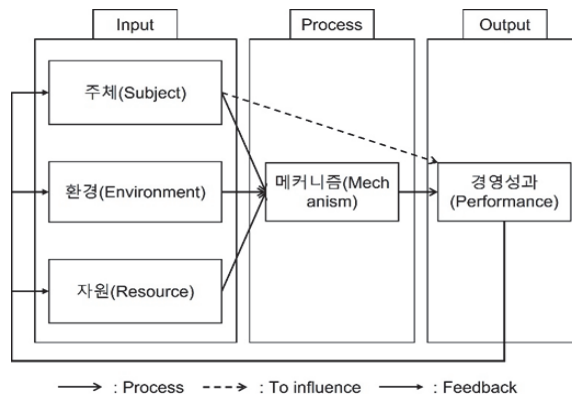 Input
Process
Output
주체(Subject)
환경(Environment)
메커니즘(Mech
anism)
경영성과
(Performance)
자원(Resource)
: Process
: To influence
: Feedback